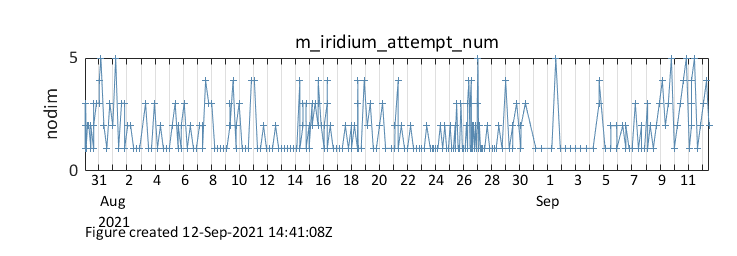 m_iridium_attempt_num
5
nodim
0
31 2 4 6 8 10 12 14 16 18 20 22 24 26 28 30 1 3 5 7 9 11
Aug Sep
2021
Figure created 12-Sep-2021 14:41:08Z